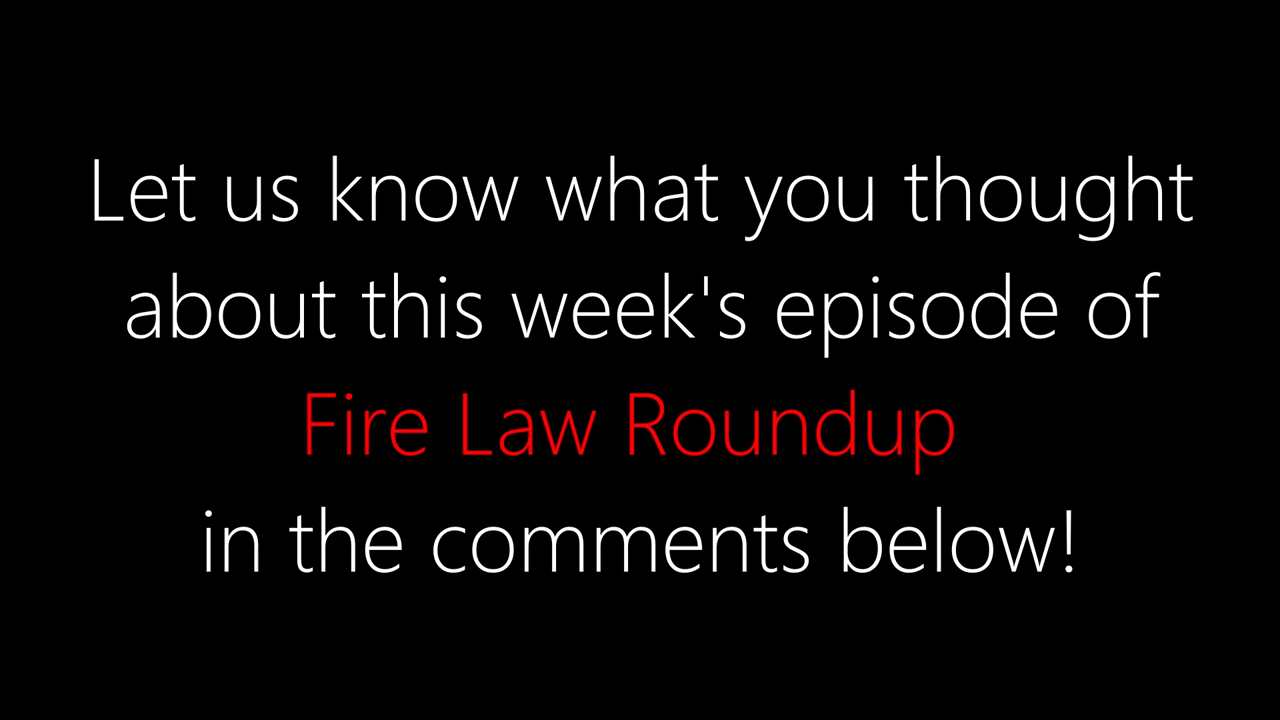 Let us know what you thought
about this week's episode of
Fire Law Roundup
in the comments below!